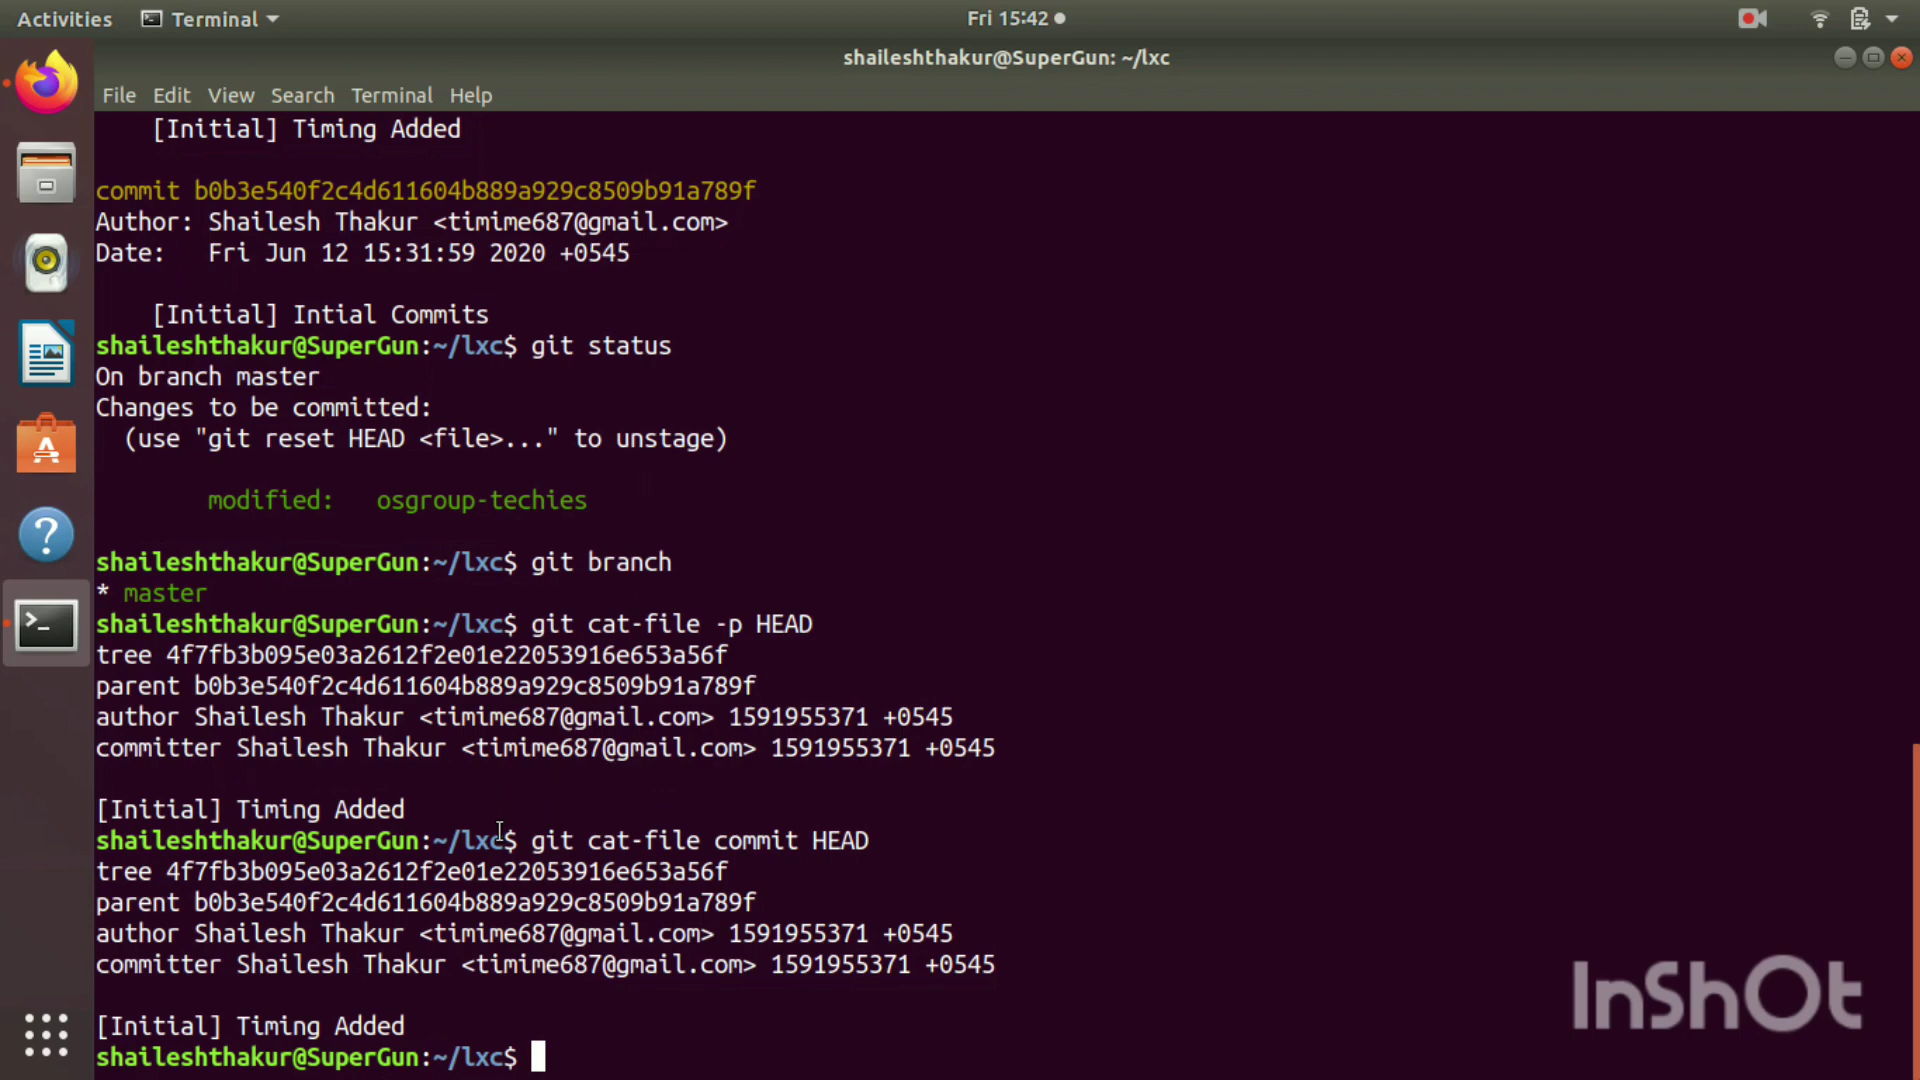 Activities Terminal Fri 15:42
shaileshthakur@SuperGun: ~/lxc
File Edit View Search Terminal Help
[Initial] Timing Added
commit b0b3e540f2c4d611604b889a929c8509b91a789f
Author: Shailesh Thakur <timime687@gmail.com>
Date:   Fri Jun 12 15:31:59 2020 +0545
[Initial] Intial Commits
shaileshthakur@SuperGun:~/lxc$ git status
On branch master
Changes to be committed:
(use "git reset HEAD <file>..." to unstage)
modified:   osgroup-techies
shaileshthakur@SuperGun:~/lxc$ git branch
* master
shaileshthakur@SuperGun:~/lxc$ git cat-file -p HEAD
tree 4f7fb3b095e03a2612f2e01e22053916e653a56f
parent b0b3e540f2c4d611604b889a929c8509b91a789f
author Shailesh Thakur <timime687@gmail.com> 1591955371 +0545
committer Shailesh Thakur <timime687@gmail.com> 1591955371 +0545
[Initial] Timing Added
shaileshthakur@SuperGun:~/lxc$ git cat-file commit HEAD
tree 4f7fb3b095e03a2612f2e01e22053916e653a56f
parent b0b3e540f2c4d611604b889a929c8509b91a789f
author Shailesh Thakur <timime687@gmail.com> 1591955371 +0545
committer Shailesh Thakur <timime687@gmail.com> 1591955371 +0545
[Initial] Timing Added
shaileshthakur@SuperGun:~/lxc$
InShOt